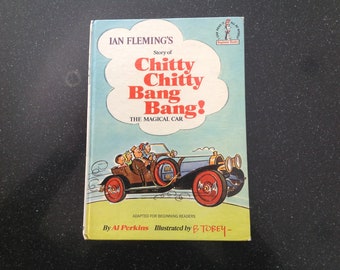 IAN FLEMING'S
Story of
Chitty
Chitty
Bang
Bang!
THE MAGICAL CAR
ADAPTED FOR BEGINNING READERS
By Al Perkins Illustrated by B. TOBEY